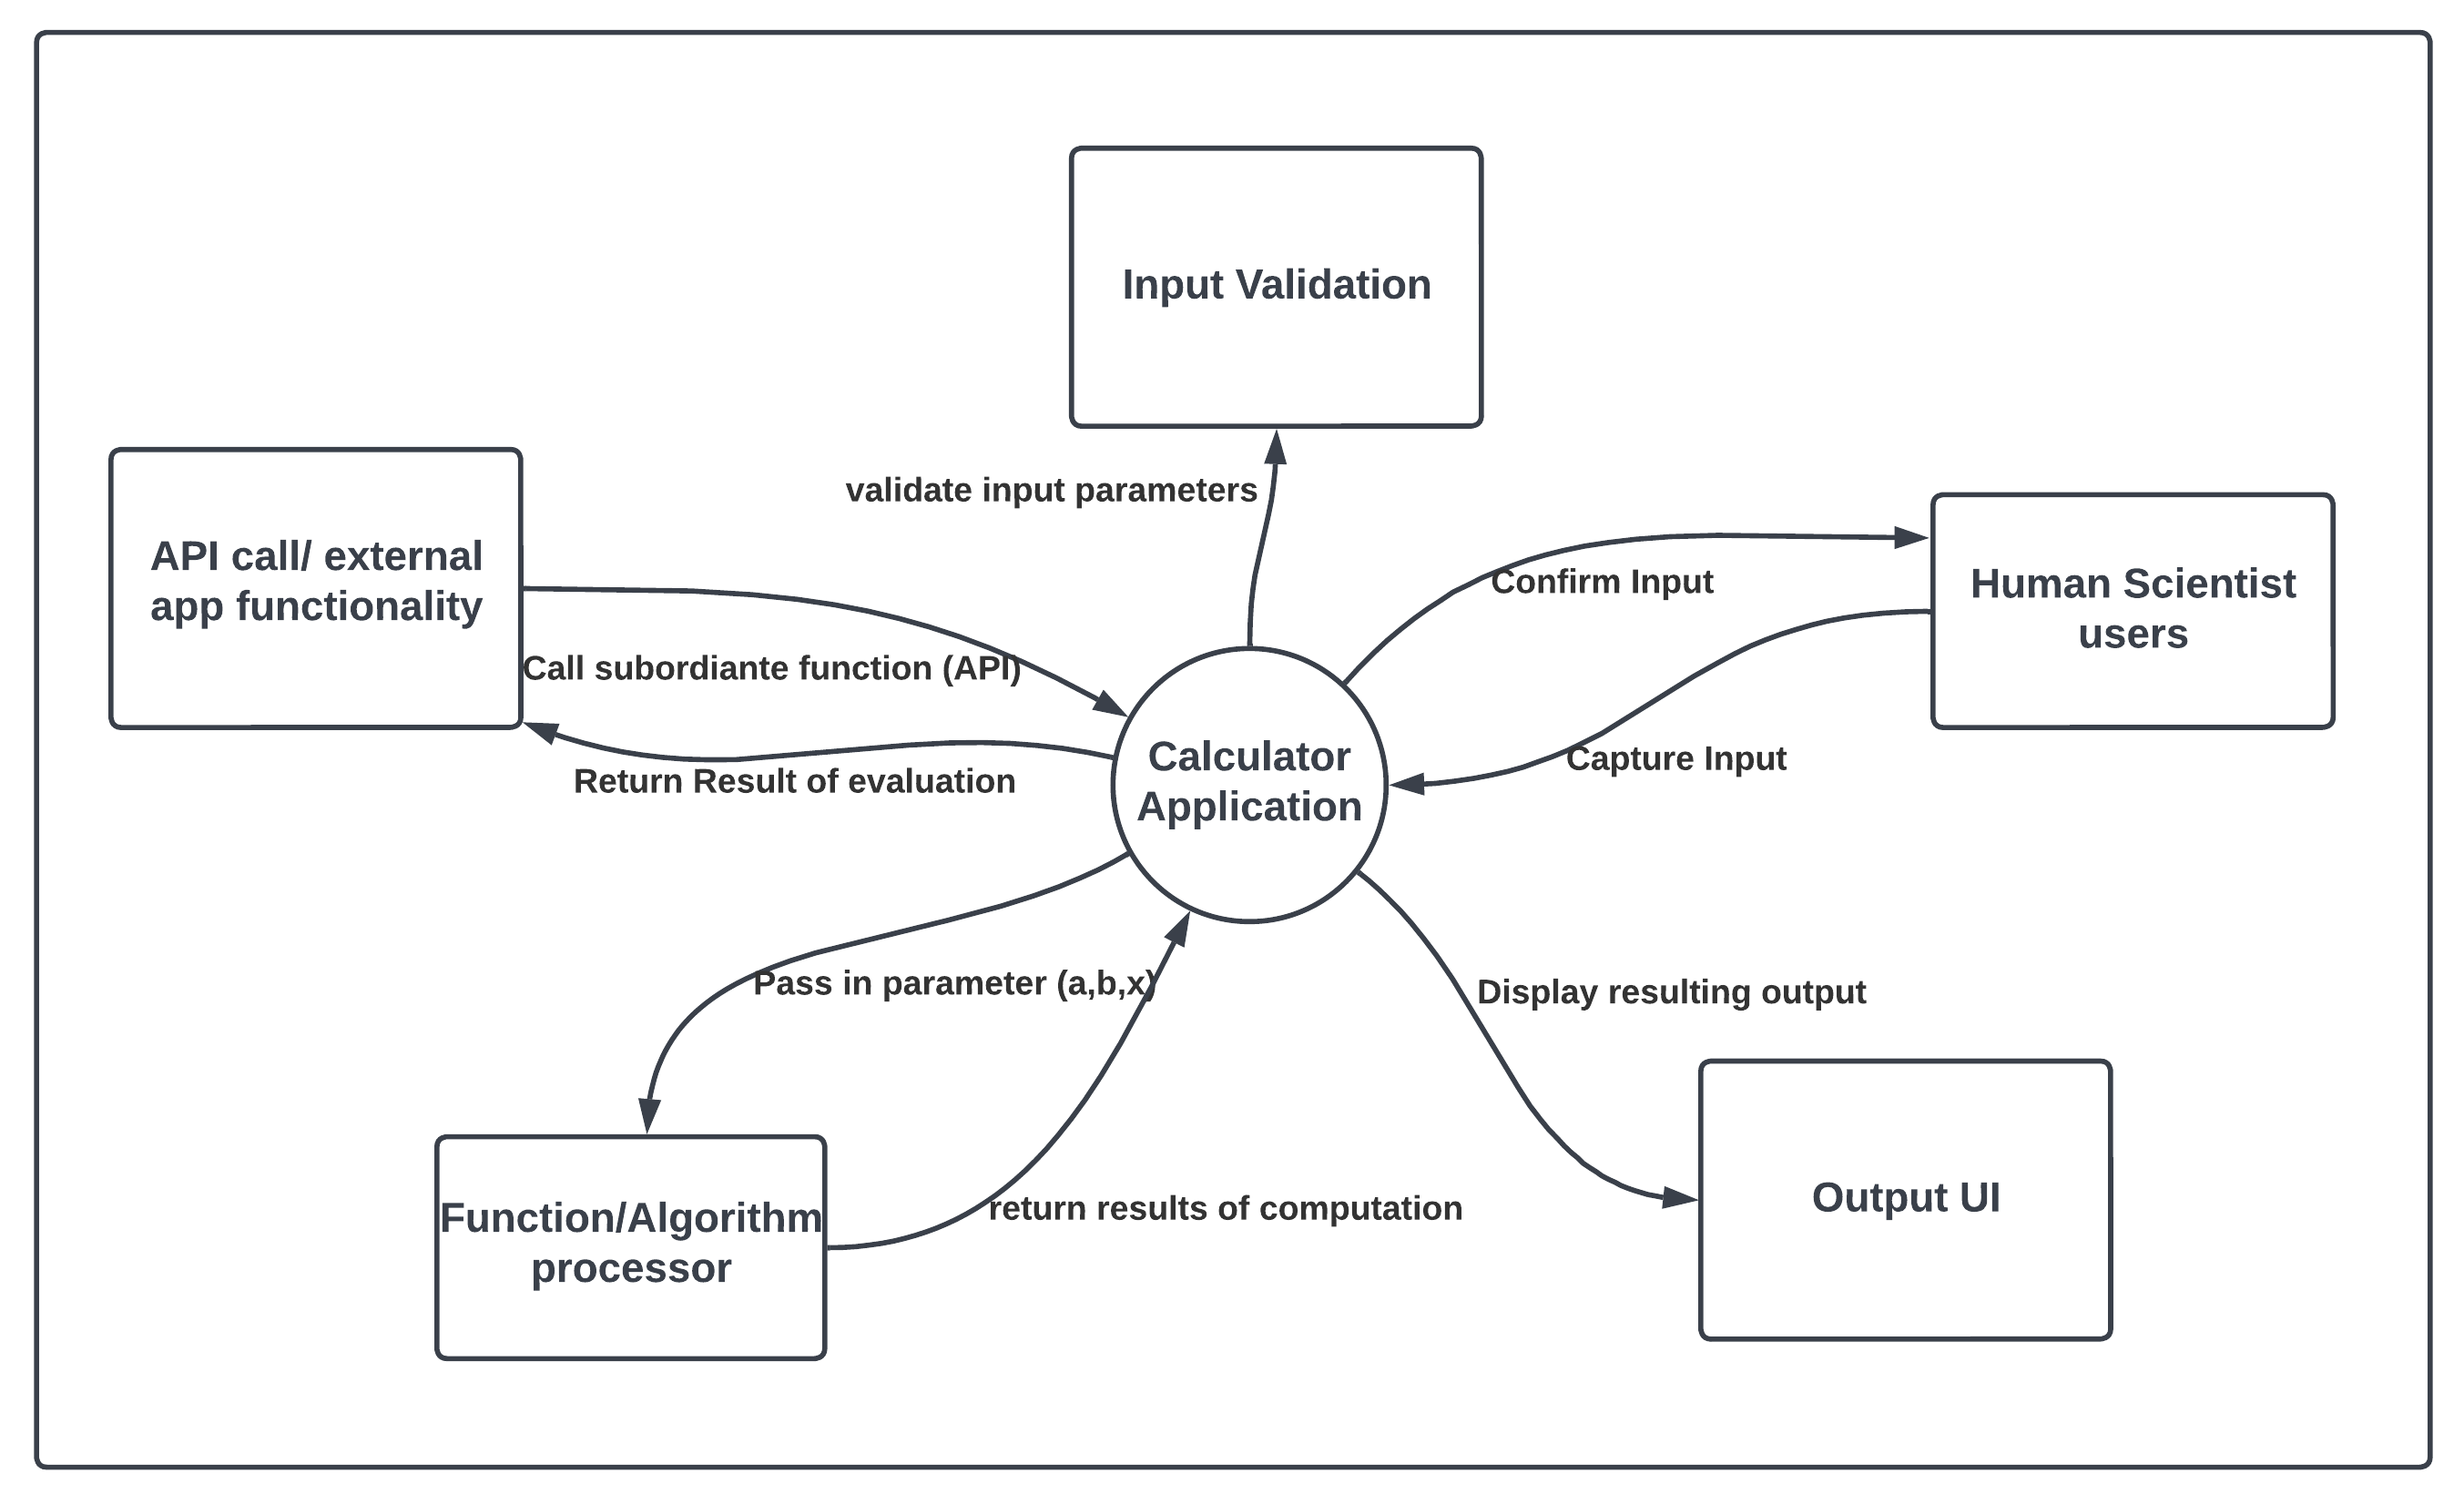 Input Validation
validate input parameters
API call/ external
app functionality
Confirm Input
Human Scientist
users
Call subordiante function (API)
Capture Input
Return Result of evaluation
Calculator
Application
Pass in parameter (a,b,x)
Display resulting output
Function/Algorithm
processor
return results of computation
Output UI